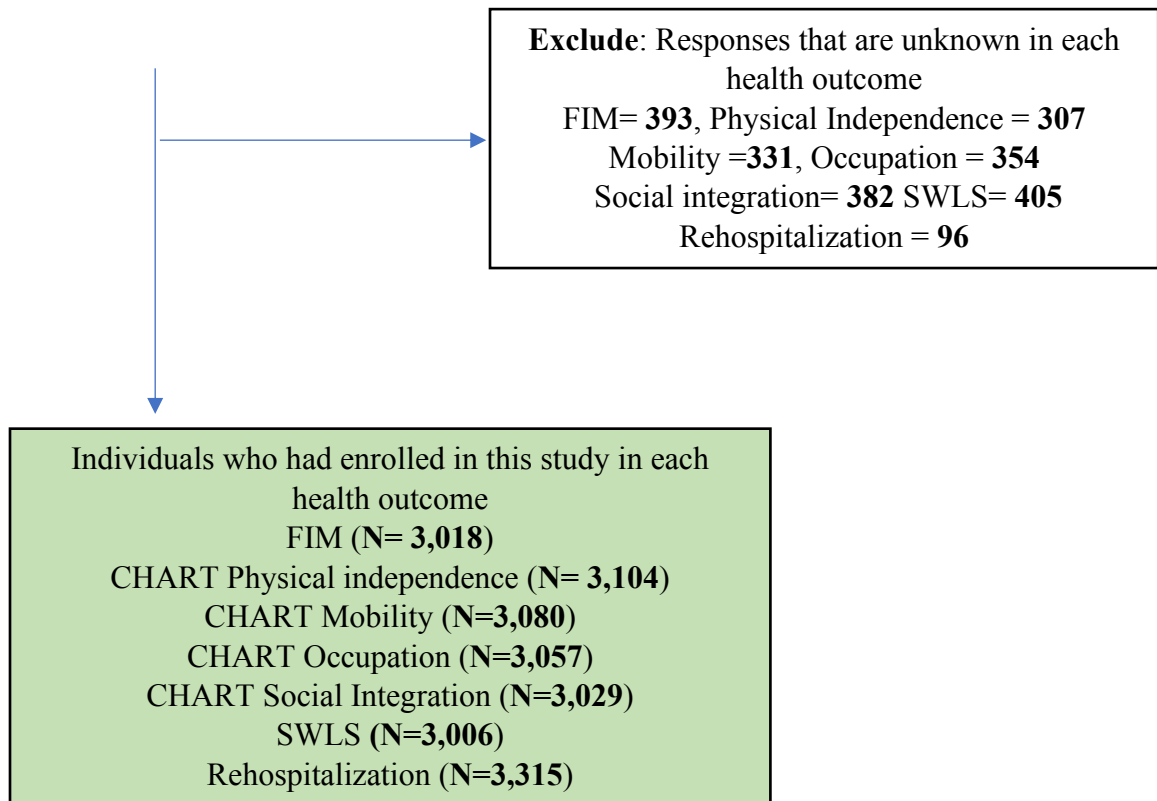 Exclude: Responses that are unknown in each
health outcome
FIM= 393, Physical Independence = 307
Mobility =331, Occupation = 354
Social integration= 382 SWLS= 405
Rehospitalization = 96
Individuals who had enrolled in this study in each
health outcome
FIM (N= 3,018)
CHART Physical independence (N= 3,104)
CHART Mobility (N=3,080)
CHART Occupation (N=3,057)
CHART Social Integration (N=3,029)
SWLS (N=3,006)
Rehospitalization (N=3,315)